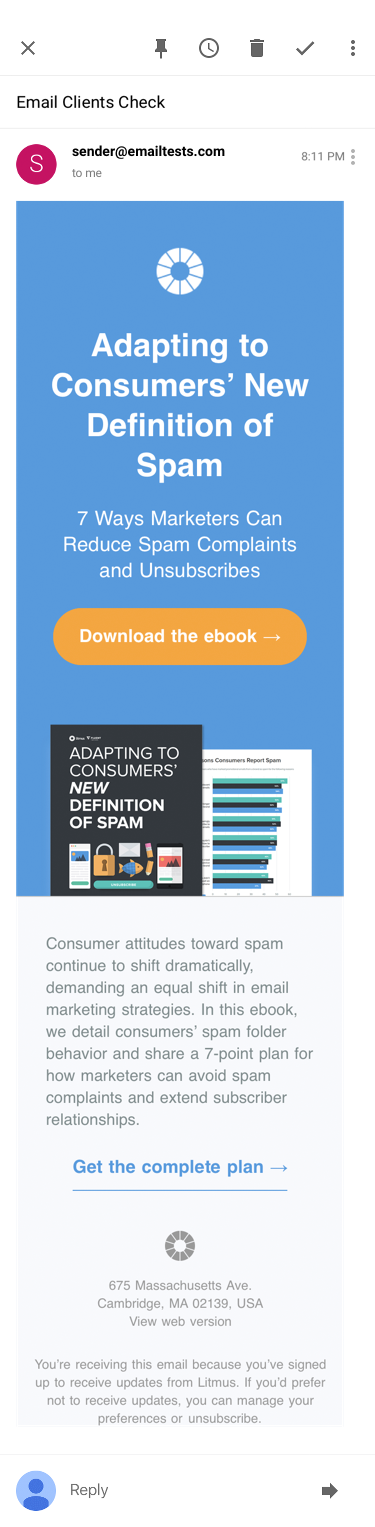 Email Clients Check
S
sender@emailtests.com
8:11 PM
to me
Adapting to
Consumers’ New
Definition of
Spam
7 Ways Marketers Can
Reduce Spam Complaints
and Unsubscribes
Download the ebook →
ADAPTING TO
CONSUMERS’
NEW
DEFINITION
OF SPAM
sons Consumers Report Spam
Consumer attitudes toward spam
continue to shift dramatically,
demanding an equal shift in email
marketing strategies. In this ebook,
we detail consumers’ spam folder
behavior and share a 7-point plan for
how marketers can avoid spam
complaints and extend subscriber
relationships.
Get the complete plan →
675 Massachusetts Ave.
Cambridge, MA 02139, USA
View web version
You’re receiving this email because you’ve signed
up to receive updates from Litmus. If you’d prefer
not to receive updates, you can manage your
preferences or unsubscribe.
Reply